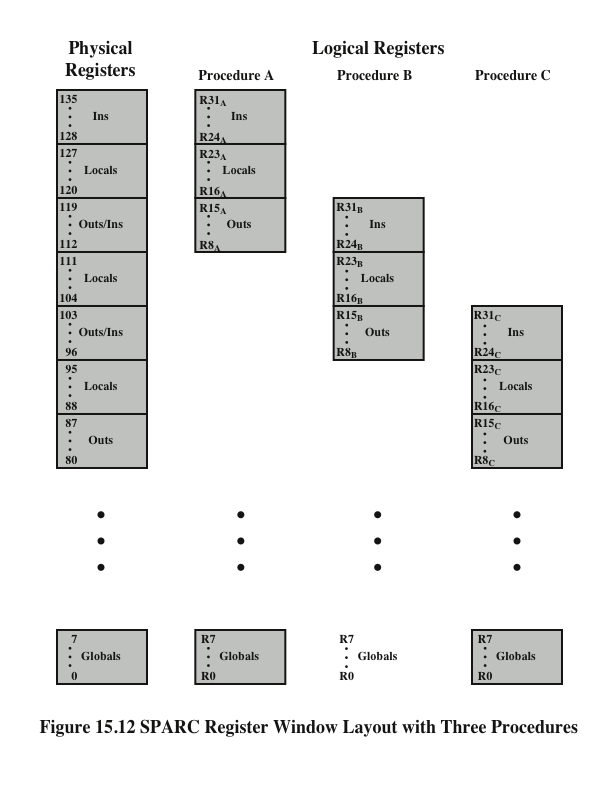 Physical
Registers
Logical Registers
Procedure A
Procedure B
Procedure C
135
Ins
128
127
Locals
120
119
Outs/Ins
112
111
Locals
104
103
Outs/Ins
96
95
Locals
88
87
Outs
80
R31A
Ins
R24A
R23A
Locals
R16A
R15A
Outs
R8A
R31B
Ins
R24B
R23B
Locals
R16B
R15B
Outs
R8B
R31C
Ins
R24C
R23C
Locals
R16C
R15C
Outs
R8C
7
Globals
0
R7
Globals
R0
R7
Globals
R0
R7
Globals
R0
Figure 15.12 SPARC Register Window Layout with Three Procedures